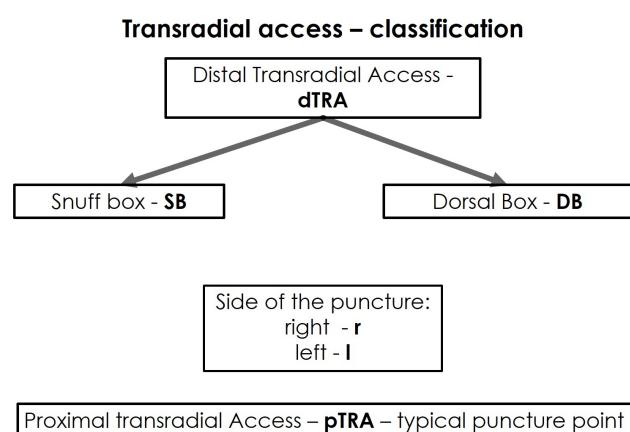 Transradial access – classification
Distal Transradial Access -
dTRA
Snuff box - SB
Dorsal Box - DB
Side of the puncture:
right - r
left - l
Proximal transradial Access – pTRA – typical puncture point